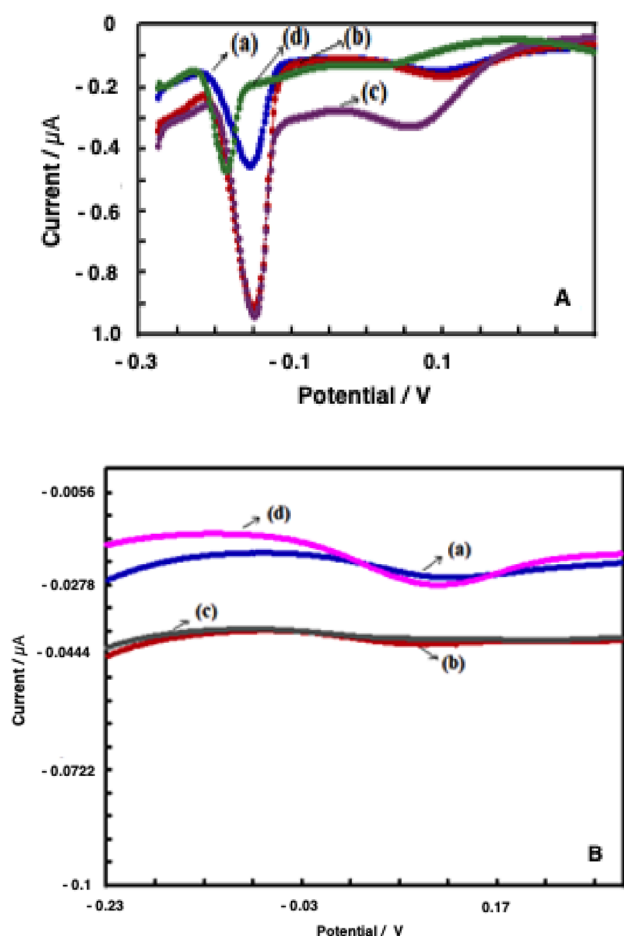 0
(a)
(d)
(b)
- 0.2
(c)
- 0.4
- 0.6
- 0.8
1.0
Current / µA
A
- 0.3
- 0.1
0.1
Potential / V
- 0.0056
(d)
(a)
- 0.0278
(c)
- 0.0444
(b)
Current / µA
- 0.0722
B
- 0.1
- 0.23
- 0.03
0.17
Potential / V